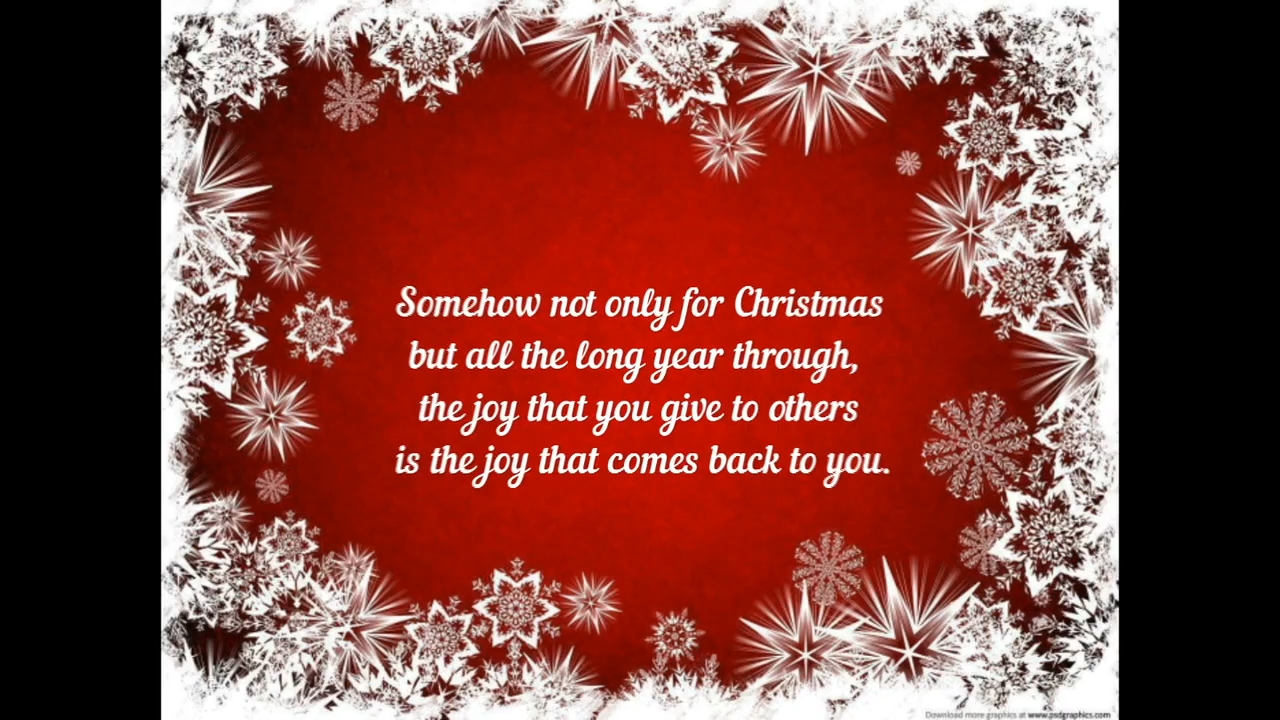 Somehow not only for Christmas
but all the long year through,
the joy that you give to others
is the joy that comes back to you.
Download more graphics at www.psdgraphics.com